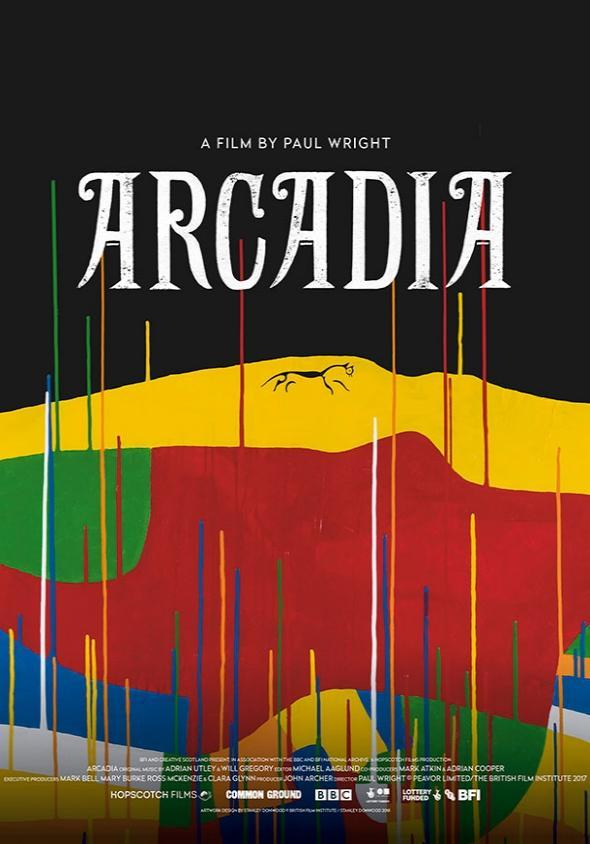 A FILM BY PAUL WRIGHT
ARCADIA
BFI AND CREATIVE SCOTLAND PRESENT, IN ASSOCIATION WITH THE BBC AND BFI NATIONAL ARCHIVE, A HOPSCOTCH FILMS PRODUCTION
ARCADIA ORIGINAL MUSIC BY ADRIAN UTLEY & WILL GREGORY EDITOR MICHAEL AAGLUND CO-PRODUCERS MARK ATKIN & ADRIAN COOPER
EXECUTIVE PRODUCERS MARK BELL MARY BURKE ROSS MCKENZIE & CLARA GLYNN PRODUCER JOHN ARCHER DIRECTOR PAUL WRIGHT © PEAVOR LIMITED/THE BRITISH FILM INSTITUTE 2017
HOPSCOTCH FILMS COMMON GROUND BBC LOTTERY FUNDED BFI
ARTWORK DESIGN BY STANLEY DONWOOD © BRITISH FILM INSTITUTE / STANLEY DONWOOD 2018